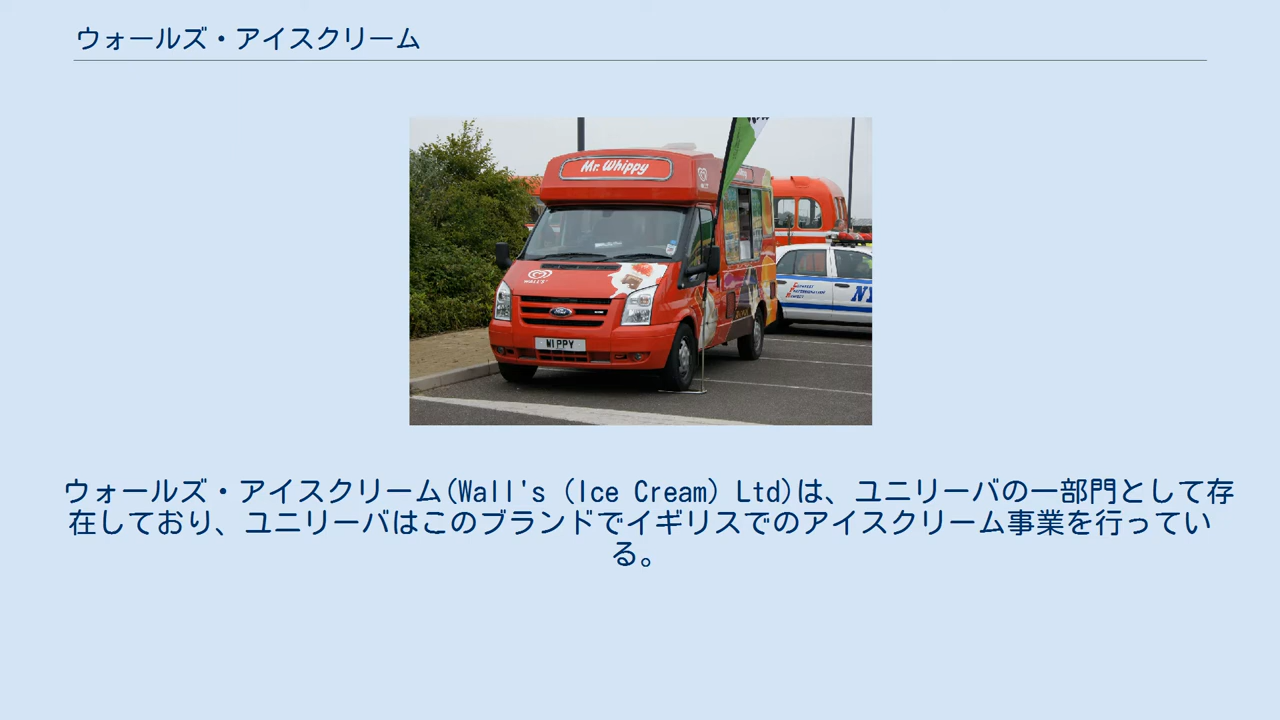 ウォールズ・アイスクリーム
Mr. Whippy
WALL'S
W1 PPY
NY
ウォールズ・アイスクリーム(Wall's (Ice Cream) Ltd)は、ユニリーバの一部門として存
在しており、ユニリーバはこのブランドでイギリスでのアイスクリーム事業を行ってい
る。